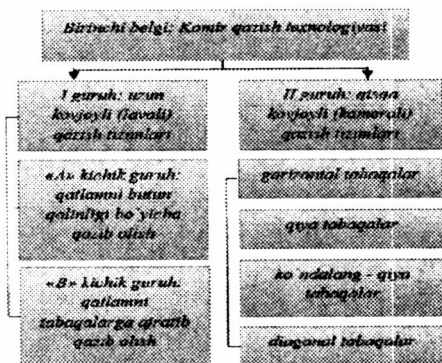 Birinchi belgi: Komir qazish texnologiyasi
I guruh: uzun
kovjoyli (lavali)
qazish tizimlari
«A» kichik guruh:
qatlamni butun
qalinligi bo'yicha
qazib olish
«B» kichik guruh:
qatlamni
tabaqalarga ajratib
qazib olish
II guruh: qisqa
kovjoyli (kamerali)
qazish tizimlari
gorizontal tabaqalar
qiya tabaqalar
ko'ndalang - qiya
tabaqalar
diagonal tabaqalar